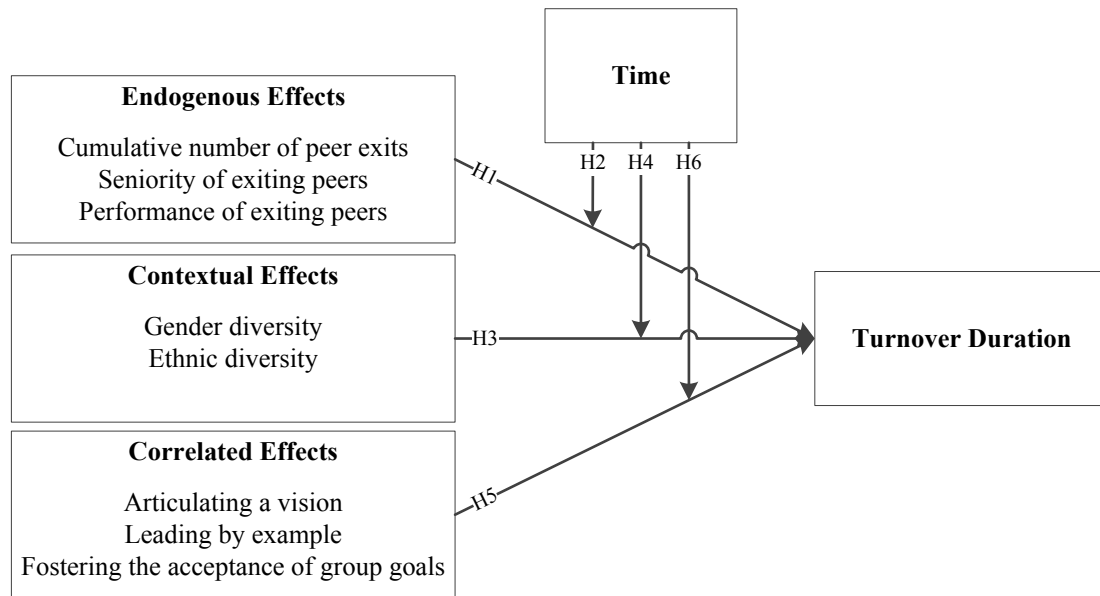 Time
H2
H4
H6
Endogenous Effects
Cumulative number of peer exits
Seniority of exiting peers
Performance of exiting peers
H1
Contextual Effects
Gender diversity
Ethnic diversity
H3
Turnover Duration
Correlated Effects
Articulating a vision
Leading by example
Fostering the acceptance of group goals
H5